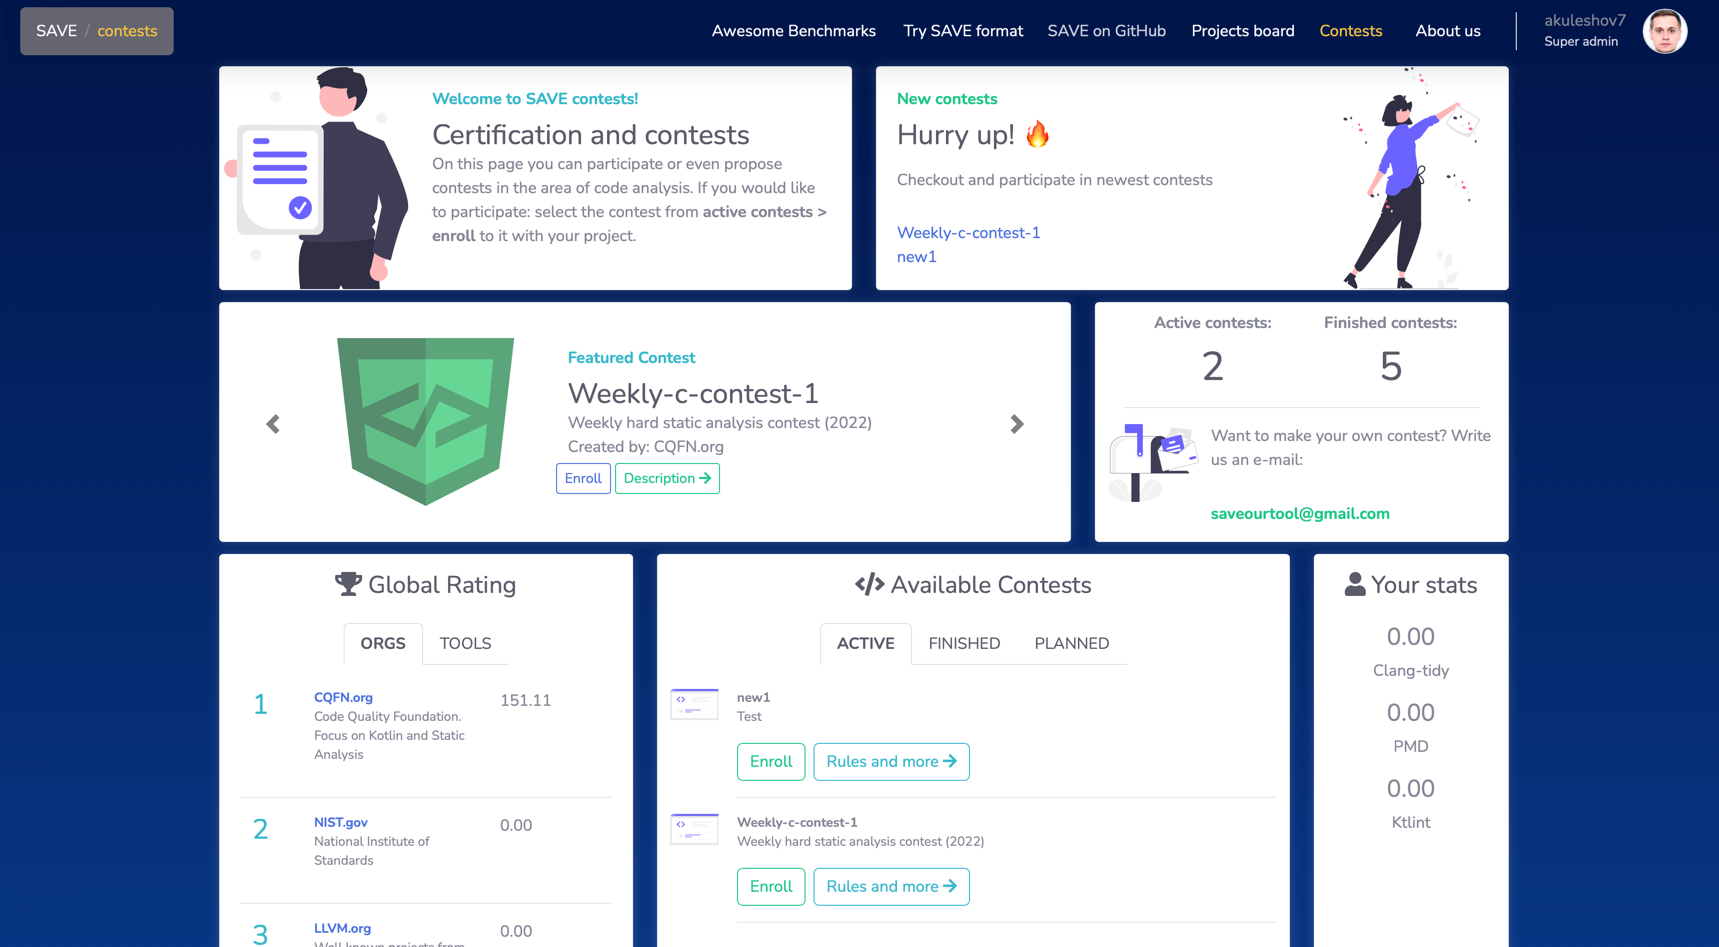 SAVE / contests
Awesome Benchmarks
Try SAVE format
SAVE on GitHub
Projects board
Contests
About us
akuleshov7
Super admin
Welcome to SAVE contests!
Certification and contests
On this page you can participate or even propose
contests in the area of code analysis. If you would like
to participate: select the contest from active contests >
enroll to it with your project.
New contests
Hurry up! 🔥
Checkout and participate in newest contests
Weekly-c-contest-1
new1
Featured Contest
Weekly-c-contest-1
Weekly hard static analysis contest (2022)
Created by: CQFN.org
Enroll
Description →
Active contests:
2
Finished contests:
5
Want to make your own contest? Write
us an e-mail:
saveourtool@gmail.com
Global Rating
ORGS
TOOLS
1
CQFN.org
Code Quality Foundation.
Focus on Kotlin and Static
Analysis
151.11
2
NIST.gov
National Institute of
Standards
0.00
3
LLVM.org
Well known projects from
0.00
Available Contests
ACTIVE
FINISHED
PLANNED
new1
Test
Enroll
Rules and more →
Weekly-c-contest-1
Weekly hard static analysis contest (2022)
Enroll
Rules and more →
Your stats
0.00
Clang-tidy
0.00
PMD
0.00
Ktlint